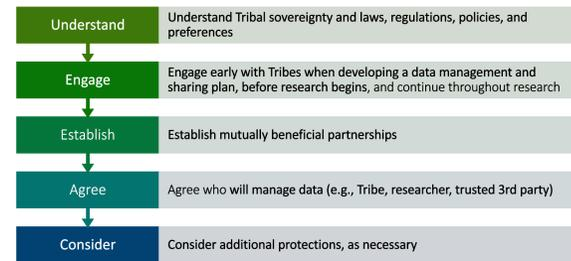 Understand
Understand Tribal sovereignty and laws, regulations, policies, and
preferences
Engage
Engage early with Tribes when developing a data management and
sharing plan, before research begins, and continue throughout research
Establish
Establish mutually beneficial partnerships
Agree
Agree who will manage data (e.g., Tribe, researcher, trusted 3rd party)
Consider
Consider additional protections, as necessary